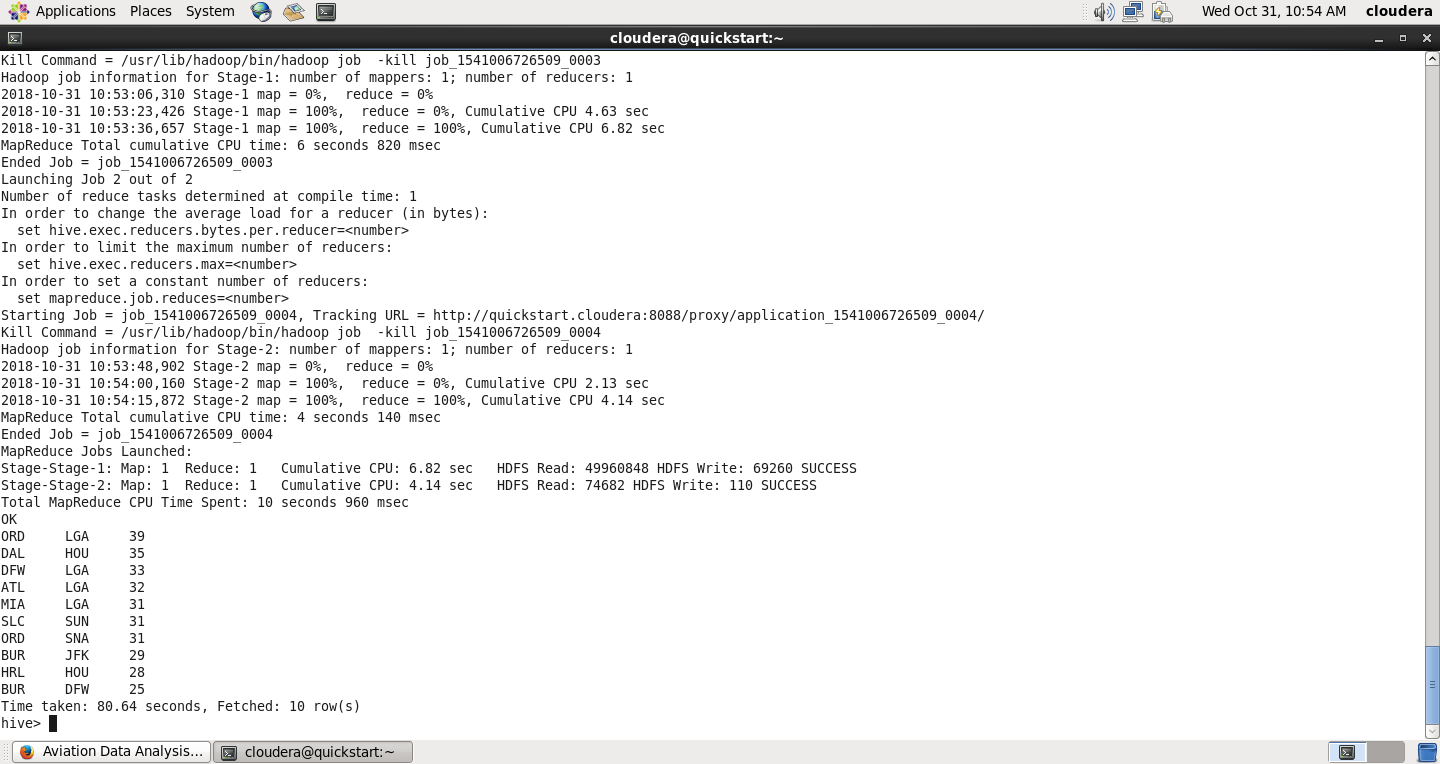 Applications Places System Wed Oct 31, 10:54 AM cloudera
cloudera@quickstart:~
Kill Command = /usr/lib/hadoop/bin/hadoop job  -kill job_1541006726509_0003
Hadoop job information for Stage-1: number of mappers: 1; number of reducers: 1
2018-10-31 10:53:06,310 Stage-1 map = 0%,  reduce = 0%
2018-10-31 10:53:23,426 Stage-1 map = 100%,  reduce = 0%, Cumulative CPU 4.63 sec
2018-10-31 10:53:36,657 Stage-1 map = 100%,  reduce = 100%, Cumulative CPU 6.82 sec
MapReduce Total cumulative CPU time: 6 seconds 820 msec
Ended Job = job_1541006726509_0003
Launching Job 2 out of 2
Number of reduce tasks determined at compile time: 1
In order to change the average load for a reducer (in bytes):
  set hive.exec.reducers.bytes.per.reducer=<number>
In order to limit the maximum number of reducers:
  set hive.exec.reducers.max=<number>
In order to set a constant number of reducers:
  set mapreduce.job.reduces=<number>
Starting Job = job_1541006726509_0004, Tracking URL = http://quickstart.cloudera:8088/proxy/application_1541006726509_0004/
Kill Command = /usr/lib/hadoop/bin/hadoop job  -kill job_1541006726509_0004
Hadoop job information for Stage-2: number of mappers: 1; number of reducers: 1
2018-10-31 10:53:48,902 Stage-2 map = 0%,  reduce = 0%
2018-10-31 10:54:00,160 Stage-2 map = 100%,  reduce = 0%, Cumulative CPU 2.13 sec
2018-10-31 10:54:15,872 Stage-2 map = 100%,  reduce = 100%, Cumulative CPU 4.14 sec
MapReduce Total cumulative CPU time: 4 seconds 140 msec
Ended Job = job_1541006726509_0004
MapReduce Jobs Launched:
Stage-Stage-1: Map: 1  Reduce: 1   Cumulative CPU: 6.82 sec   HDFS Read: 49960848 HDFS Write: 69260 SUCCESS
Stage-Stage-2: Map: 1  Reduce: 1   Cumulative CPU: 4.14 sec   HDFS Read: 74682 HDFS Write: 110 SUCCESS
Total MapReduce CPU Time Spent: 10 seconds 960 msec
OK
ORD     LGA     39
DAL     HOU     35
DFW     LGA     33
ATL     LGA     32
MIA     LGA     31
SLC     SUN     31
ORD     SNA     31
BUR     JFK     29
HRL     HOU     28
BUR     DFW     25
Time taken: 80.64 seconds, Fetched: 10 row(s)
hive>
Aviation Data Analysis... cloudera@quickstart:~